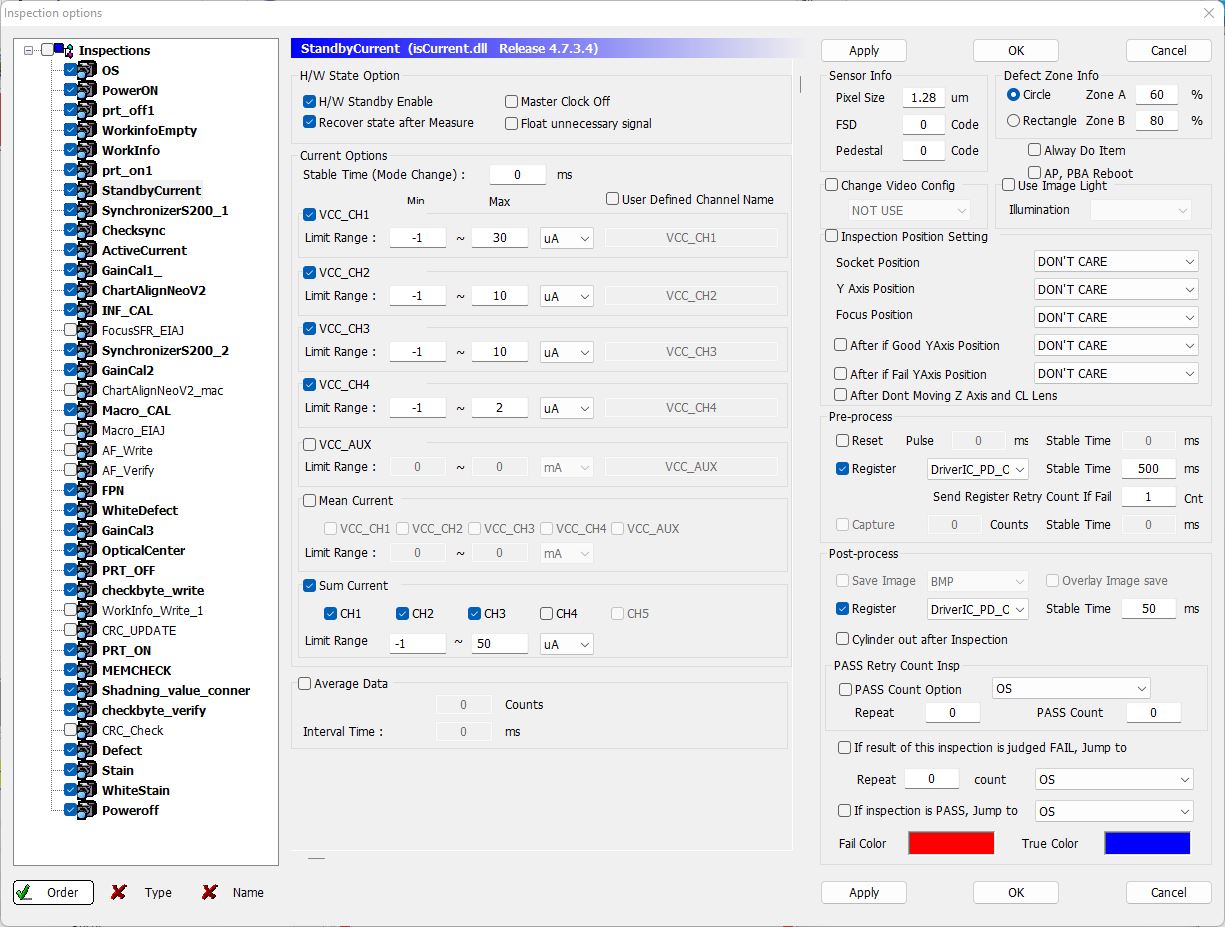 Inspection options
Inspections
OS
PowerON
prt_off1
WorkinfoEmpty
WorkInfo
prt_on1
StandbyCurrent
SynchronizerS200_1
Checksync
ActiveCurrent
GainCal1_
ChartAlignNeoV2
INF_CAL
FocusSFR_EIAJ
SynchronizerS200_2
GainCal2
ChartAlignNeoV2_mac
Macro_CAL
Macro_EIAJ
AF_Write
AF_Verify
FPN
WhiteDefect
GainCal3
OpticalCenter
PRT_OFF
checkbyte_write
WorkInfo_Write_1
CRC_UPDATE
PRT_ON
MEMCHECK
Shadning_value_conner
checkbyte_verify
CRC_Check
Defect
Stain
WhiteStain
Poweroff
Order Type Name
StandbyCurrent (isCurrent.dll Release 4.7.3.4)
H/W State Option
H/W Standby Enable Master Clock Off
Recover state after Measure Float unnecessary signal
Current Options
Stable Time (Mode Change) : 0 ms
Min Max User Defined Channel Name
VCC_CH1
Limit Range : -1 ~ 30 uA VCC_CH1
VCC_CH2
Limit Range : -1 ~ 10 uA VCC_CH2
VCC_CH3
Limit Range : -1 ~ 10 uA VCC_CH3
VCC_CH4
Limit Range : -1 ~ 2 uA VCC_CH4
VCC_AUX
Limit Range : 0 ~ 0 mA VCC_AUX
Mean Current
VCC_CH1 VCC_CH2 VCC_CH3 VCC_CH4 VCC_AUX
Limit Range : 0 ~ 0 mA
Sum Current
CH1 CH2 CH3 CH4 CH5
Limit Range -1 ~ 50 uA
Average Data
0 Counts
Interval Time : 0 ms
Apply OK Cancel
Sensor Info
Pixel Size 1.28 um
FSD 0 Code
Pedestal 0 Code
Defect Zone Info
Circle Zone A 60 %
Rectangle Zone B 80 %
Alway Do Item
AP, PBA Reboot
Change Video Config
NOT USE
Use Image Light
Illumination
Inspection Position Setting
Socket Position DON'T CARE
Y Axis Position DON'T CARE
Focus Position DON'T CARE
After if Good YAxis Position DON'T CARE
After if Fail YAxis Position DON'T CARE
After Dont Moving Z Axis and CL Lens
Pre-process
Reset Pulse 0 ms Stable Time 0 ms
Register DriverIC_PD_O Stable Time 500 ms
Send Register Retry Count If Fail 1 Cnt
Capture 0 Counts Stable Time 0 ms
Post-process
Save Image BMP Overlay Image save
Register DriverIC_PD_O Stable Time 50 ms
Cylinder out after Inspection
PASS Retry Count Insp
PASS Count Option OS
Repeat 0 PASS Count 0
If result of this inspection is judged FAIL, Jump to
Repeat 0 count OS
If inspection is PASS, Jump to OS
Fail Color True Color
Apply OK Cancel